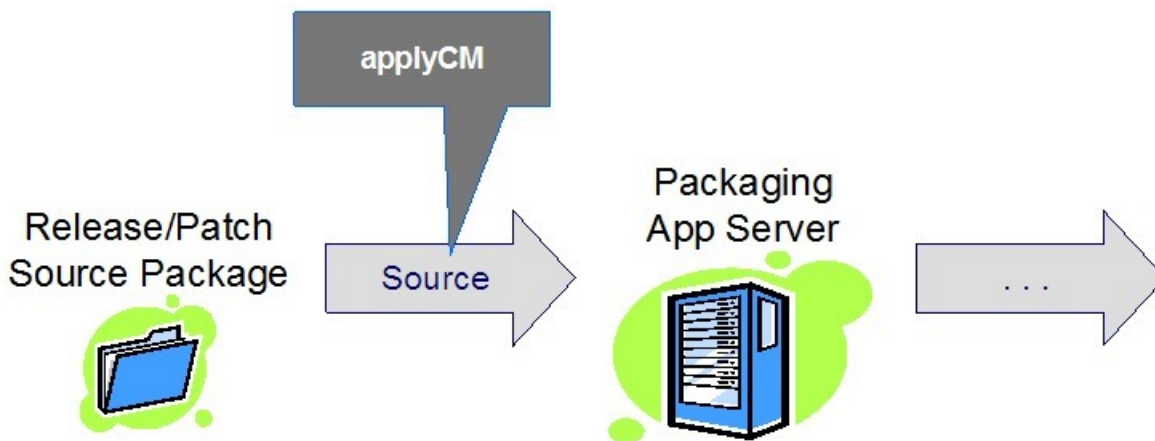 applyCM
Release/Patch
Source Package
Source
Packaging
App Server
. . .